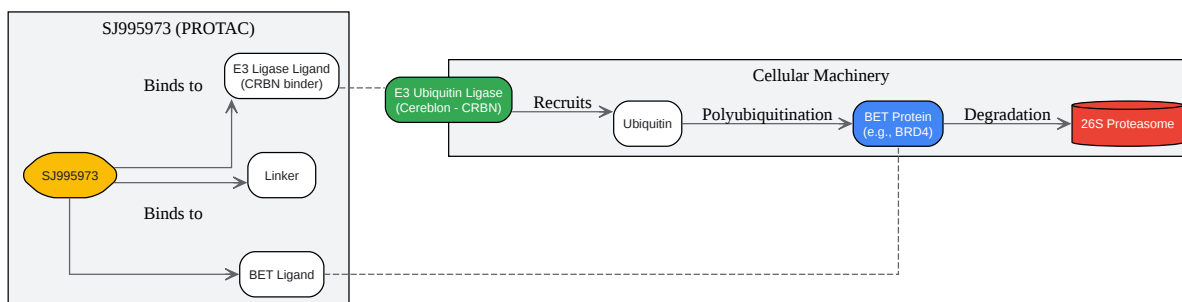 SJ995973 (PROTAC)
Binds to
E3 Ligase Ligand
(CRBN binder)
SJ995973
Linker
Binds to
BET Ligand
Cellular Machinery
E3 Ubiquitin Ligase
(Cereblon - CRBN)
Recruits
Ubiquitin
Polyubiquitination
BET Protein
(e.g., BRD4)
Degradation
26S Proteasome